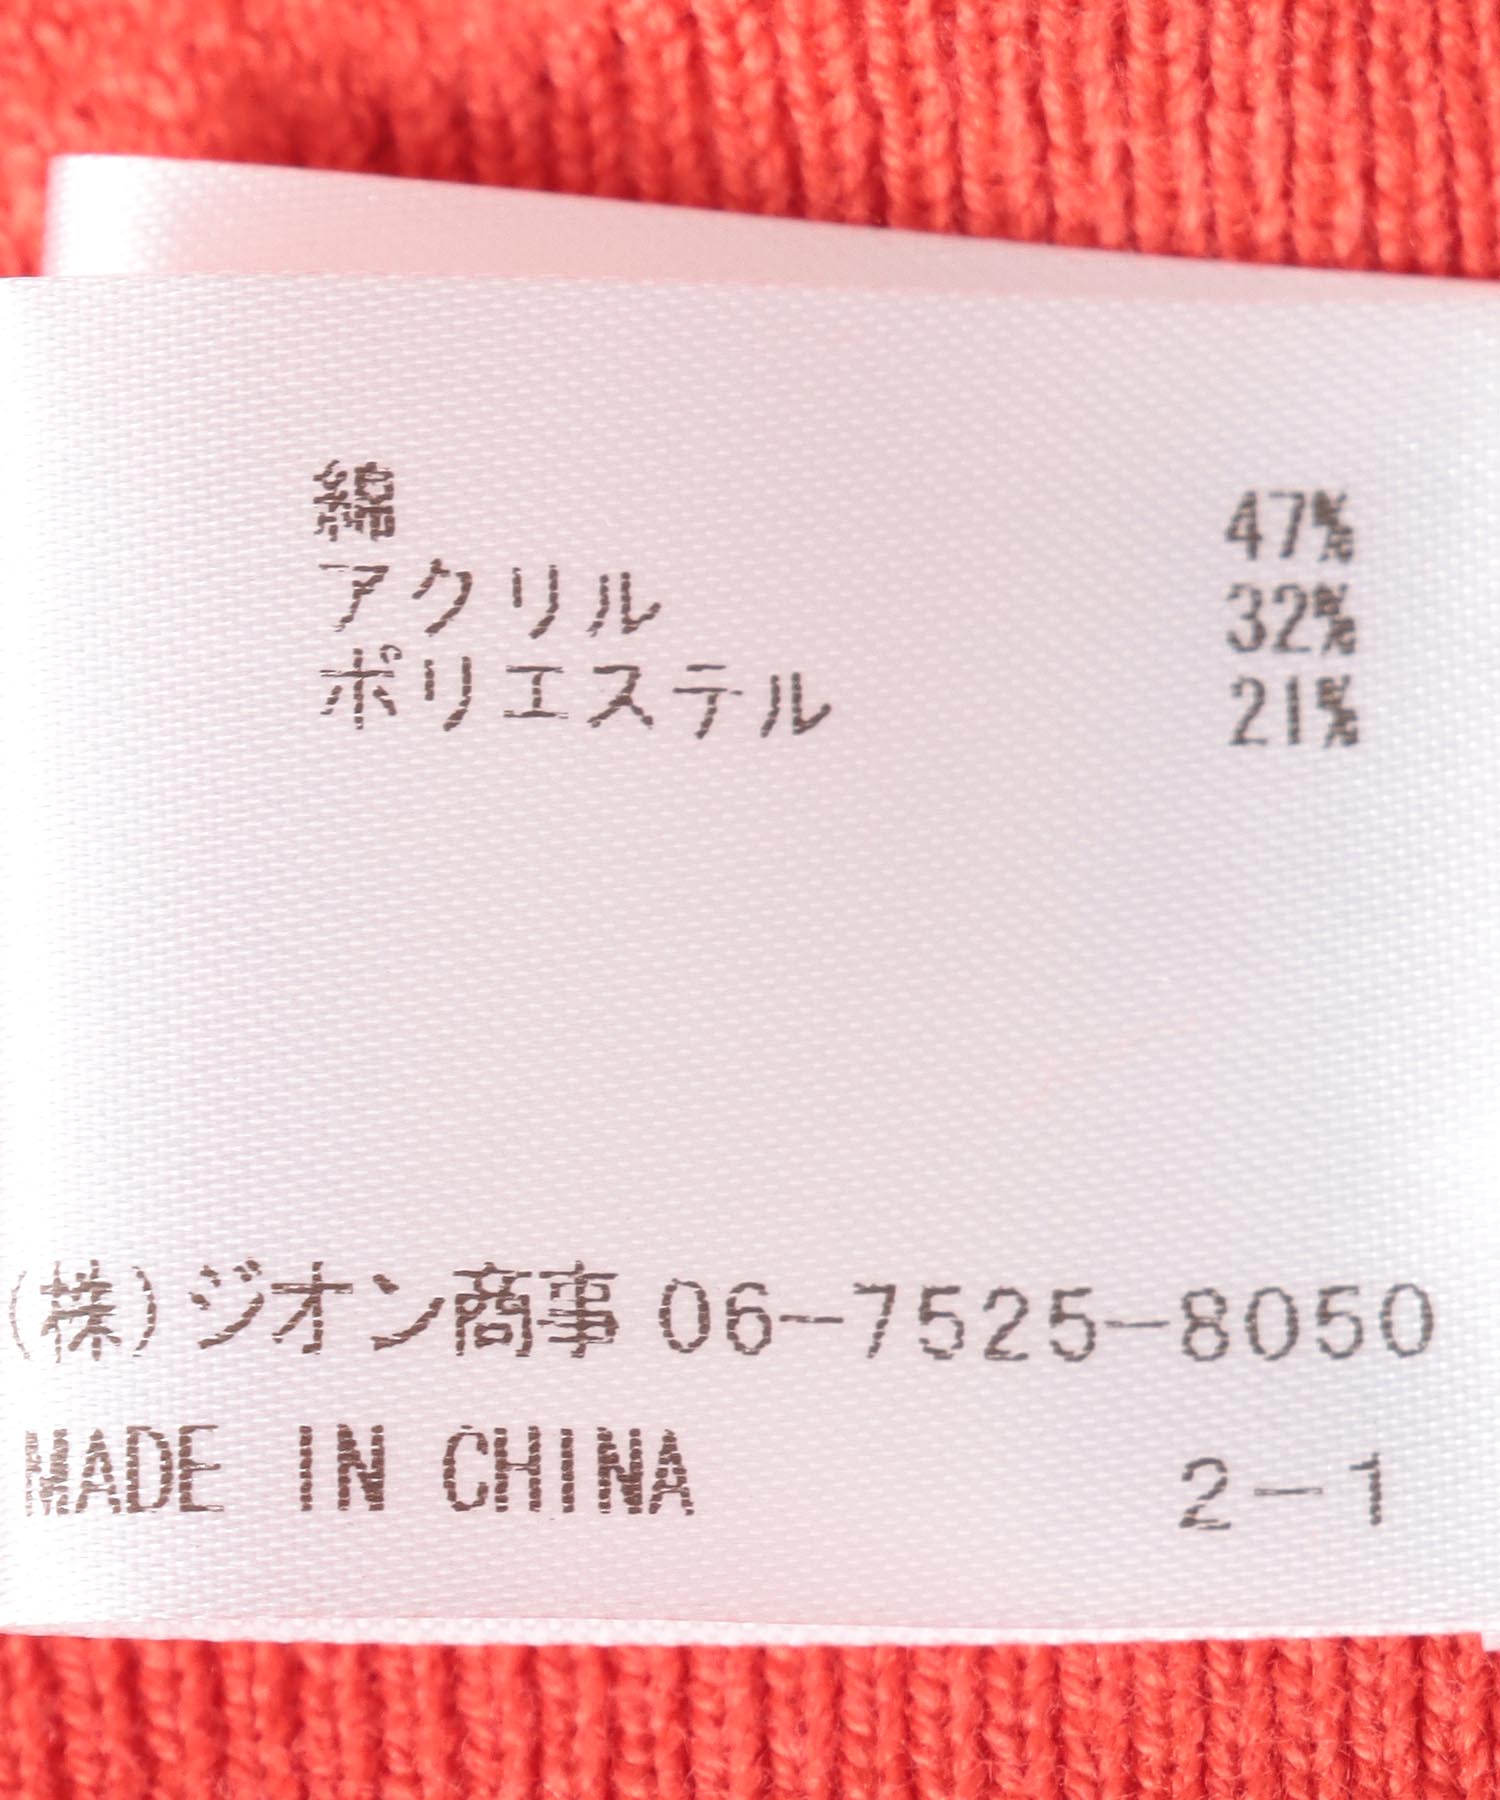 綿 47%
アクリル 32%
ポリエステル 21%
(株)ジオン商事 06-7525-8050
MADE IN CHINA 2-1